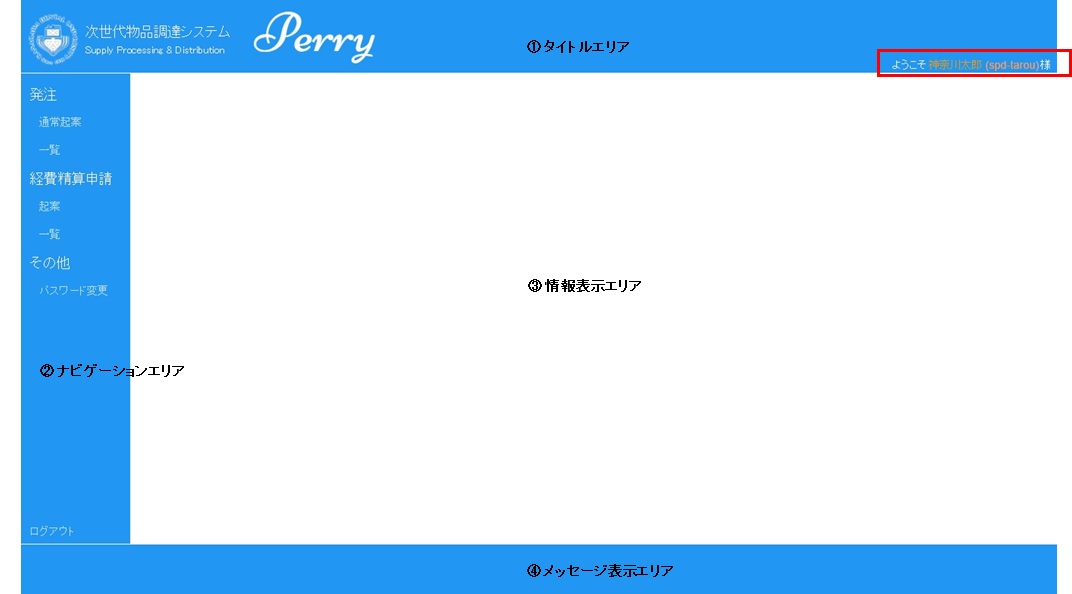 次世代物品調達システム
Supply Processing & Distribution
Perry
①タイトルエリア
ようこそ 神奈川太郎 (spd-tarou)様
発注
通常起案
一覧
経費精算申請
起案
一覧
その他
パスワード変更
③情報表示エリア
②ナビゲーションエリア
ログアウト
④メッセージ表示エリア